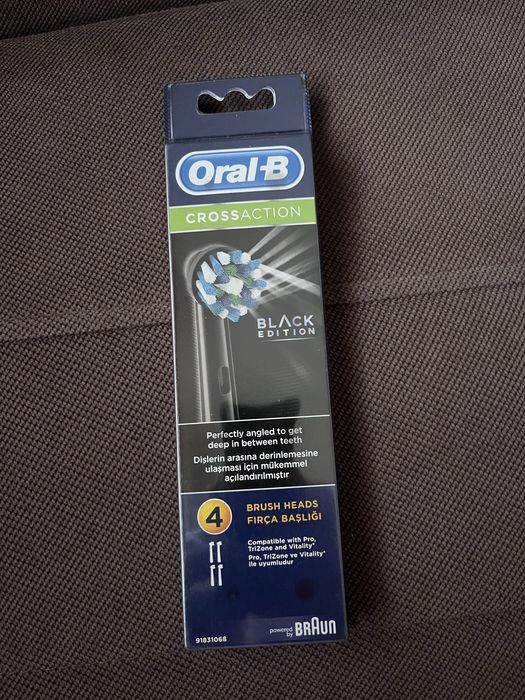 Oral-B
CROSSACTION
BLACK
EDITION
Perfectly angled to get
deep in between teeth
Dişlerin arasına derinlemesine
ulaşması için mükemmel
açılandırılmıştır
4
BRUSH HEADS
FIRÇA BAŞLIĞI
Compatible with Pro,
TriZone and Vitality*
Pro, TriZone ve Vitality*
ile uyumludur
91831068
powered by
BRAUN